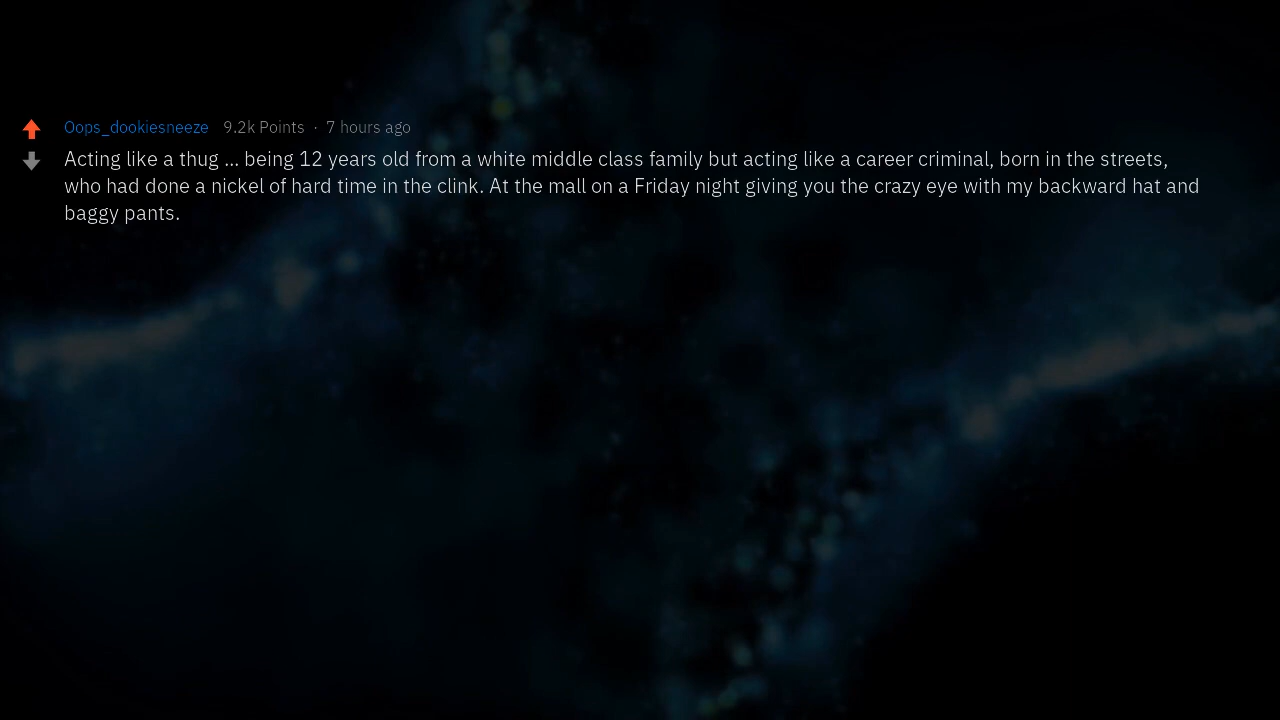 Oops_dookiesneeze 9.2k Points · 7 hours ago
Acting like a thug ... being 12 years old from a white middle class family but acting like a career criminal, born in the streets,
who had done a nickel of hard time in the clink. At the mall on a Friday night giving you the crazy eye with my backward hat and
baggy pants.